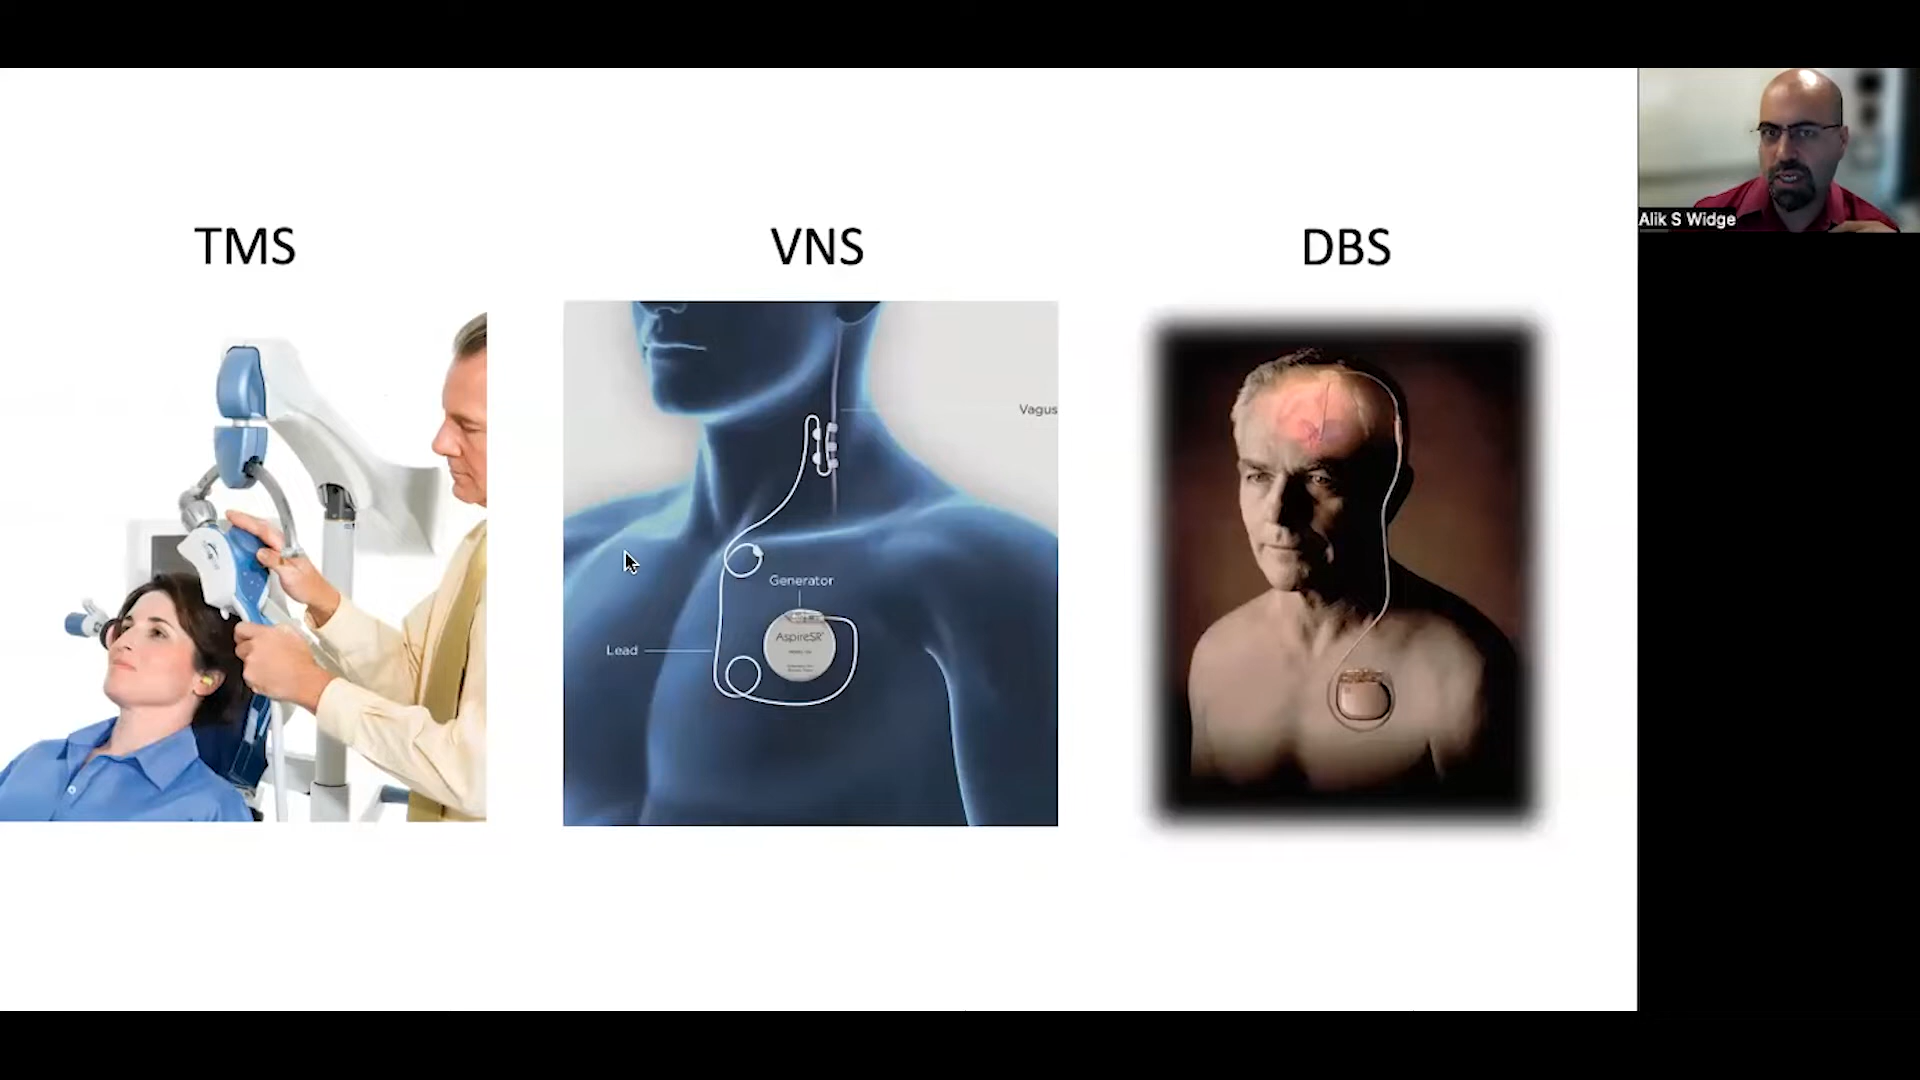 TMS
VNS
DBS
Alik S Widge
Vagus
Generator
AspireSR
Lead